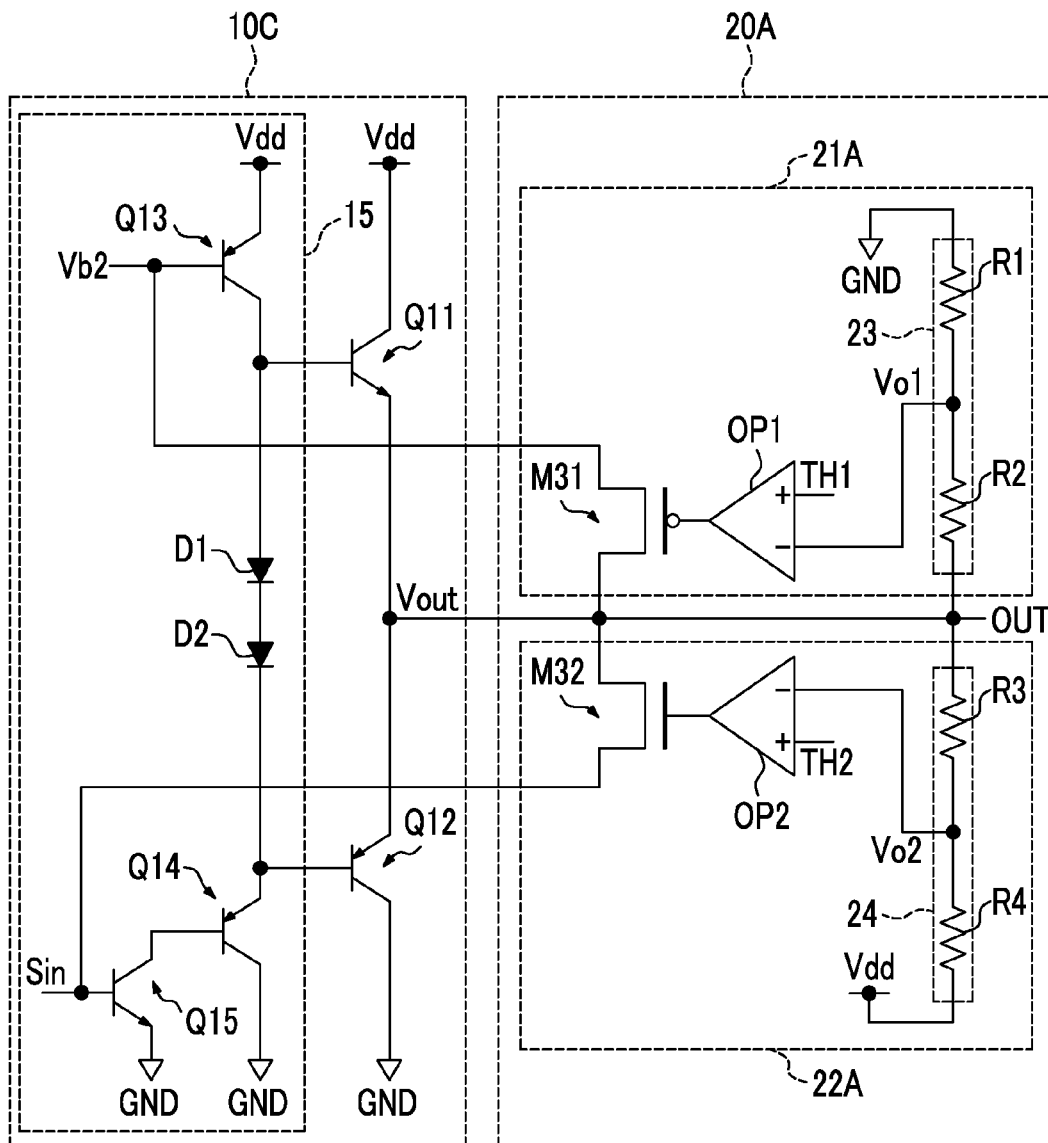 10C
20A
21A
Vdd
Vdd
15
Q13
Vb2
GND
R1
23
Q11
Vo1
OP1
TH1
M31
+
−
R2
D1
Vout
OUT
D2
M32
−
+
TH2
R3
OP2
Q12
Vo2
Q14
24
R4
Sin
Vdd
Q15
GND
GND
GND
22A